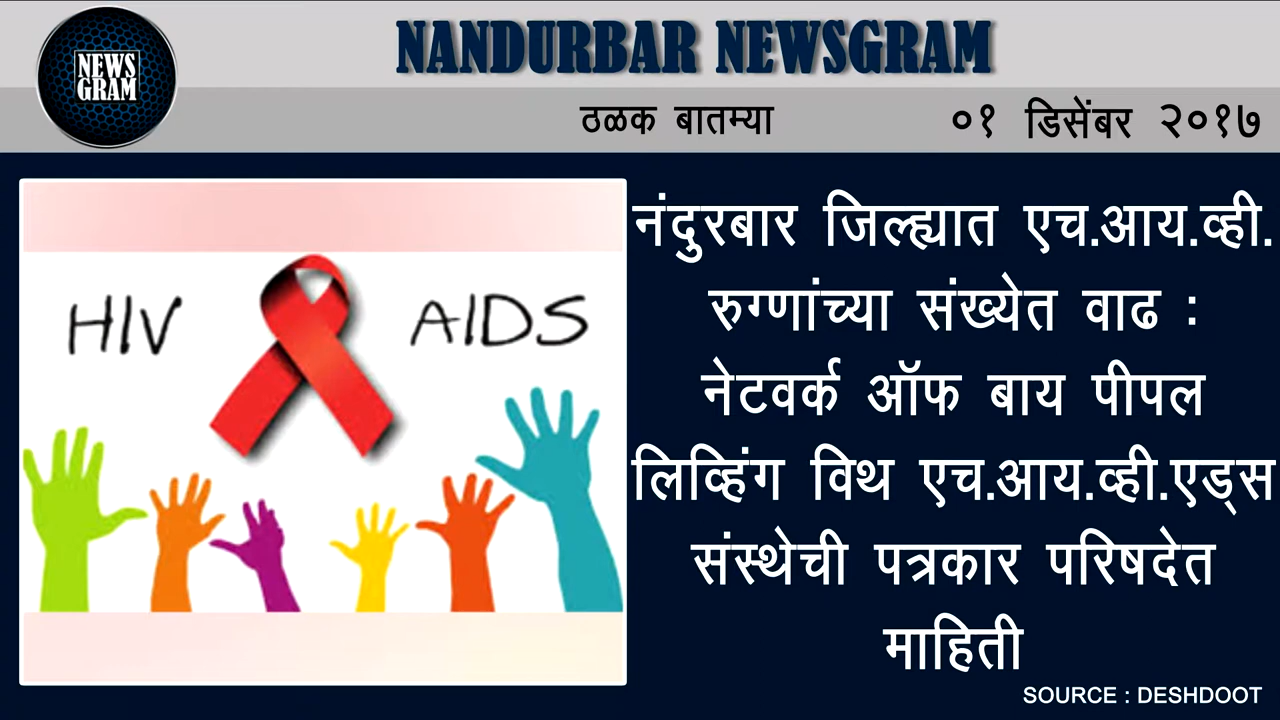 NEWS
GRAM
NANDURBAR NEWSGRAM
ठळक बातम्या
०१ डिसेंबर २०१७
HIV AIDS
नंदुरबार जिल्ह्यात एच.आय.व्ही.
रुग्णांच्या संख्येत वाढ :
नेटवर्क ऑफ बाय पीपल
लिव्हिंग विथ एच.आय.व्ही.एड्स
संस्थेची पत्रकार परिषदेत
माहिती
SOURCE : DESHDOOT